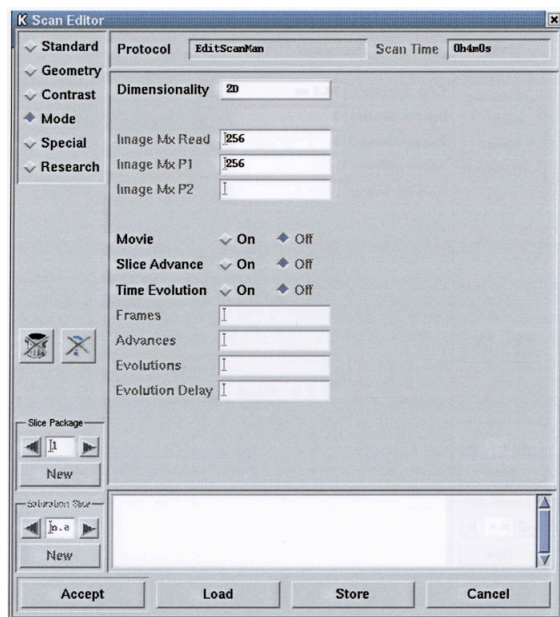 Scan Editor
Standard
Geometry
Contrast
Mode
Special
Research
Protocol EditScanMan Scan Time 0h4m0s
Dimensionality 2D
Image Mx Read 256
Image Mx P1 256
Image Mx P2
Movie On Off
Slice Advance On Off
Time Evolution On Off
Frames
Advances
Evolutions
Evolution Delay
Slice Package
1
New
Saturation Slice
n.a
New
Accept Load Store Cancel